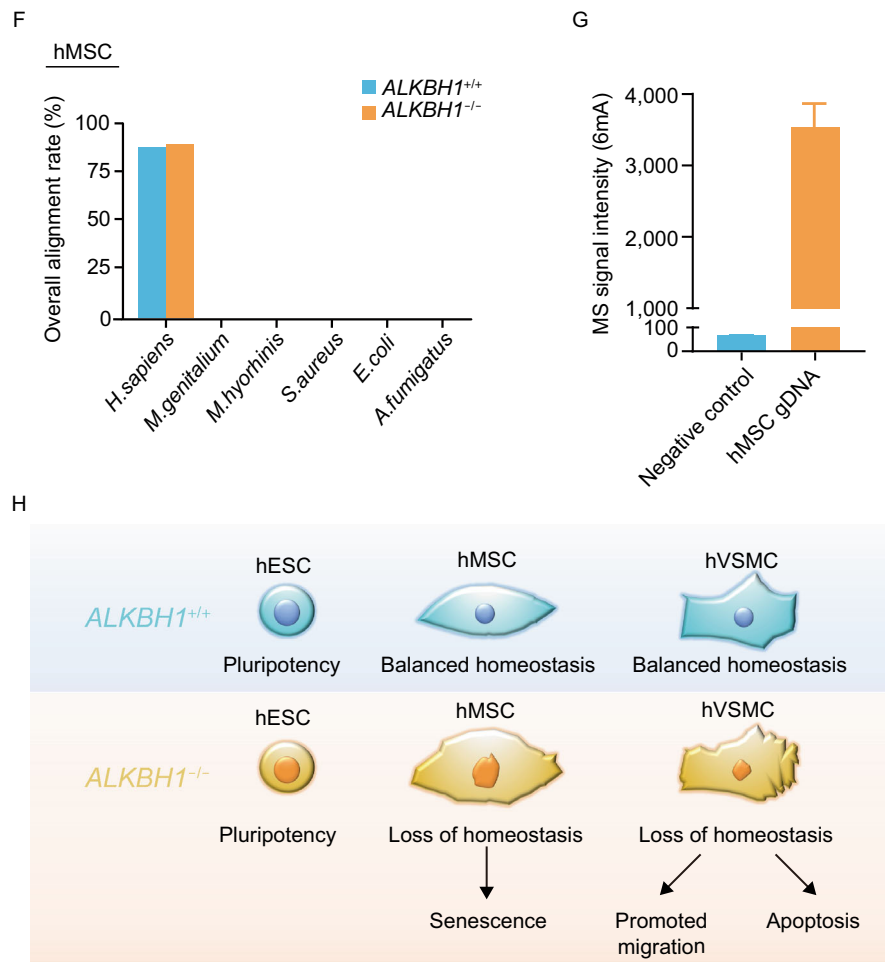 F
hMSC
ALKBH1+/+
ALKBH1−/−
Overall alignment rate (%)
100
75
50
25
0
H.sapiens
M.genitalium
M.hyorhinis
S.aureus
E.coli
A.fumigatus
G
MS signal intensity (6mA)
4,000
3,000
2,000
1,000
100
0
Negative control
hMSC gDNA
H
hESC hMSC hVSMC
ALKBH1+/+
Pluripotency Balanced homeostasis Balanced homeostasis
hESC hMSC hVSMC
ALKBH1−/−
Pluripotency Loss of homeostasis Loss of homeostasis
Senescence Promoted Apoptosis
migration